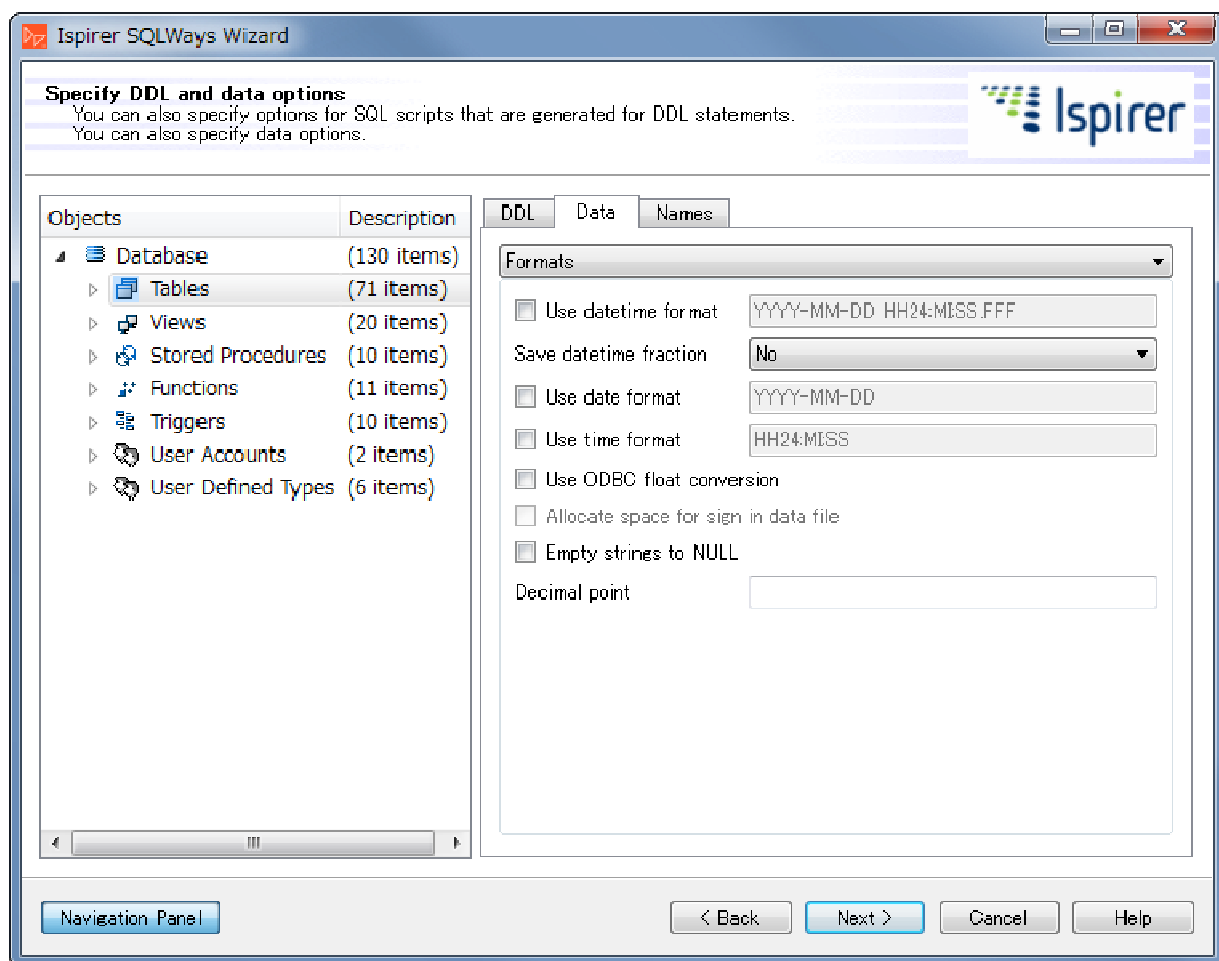 Ispirer SQLWays Wizard
Specify DDL and data options
You can also specify options for SQL scripts that are generated for DDL statements.
You can also specify data options.
Ispirer
Objects Description
Database (130 items)
Tables (71 items)
Views (20 items)
Stored Procedures (10 items)
Functions (11 items)
Triggers (10 items)
User Accounts (2 items)
User Defined Types (6 items)
DDL Data Names
Formats
Use datetime format YYYY-MM-DD HH24:MI:SS.FFF
Save datetime fraction No
Use date format YYYY-MM-DD
Use time format HH24:MI:SS
Use ODBC float conversion
Allocate space for sign in data file
Empty strings to NULL
Decimal point
Navigation Panel < Back Next > Cancel Help